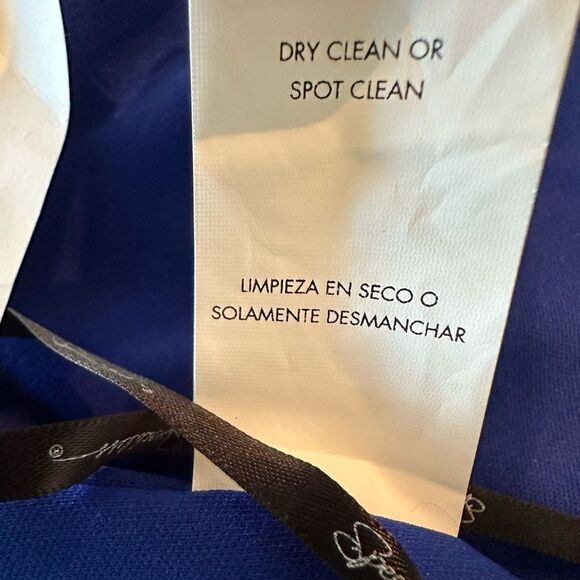 DRY CLEAN OR
SPOT CLEAN
LIMPIEZA EN SECO O
SOLAMENTE DESMANCHAR
®